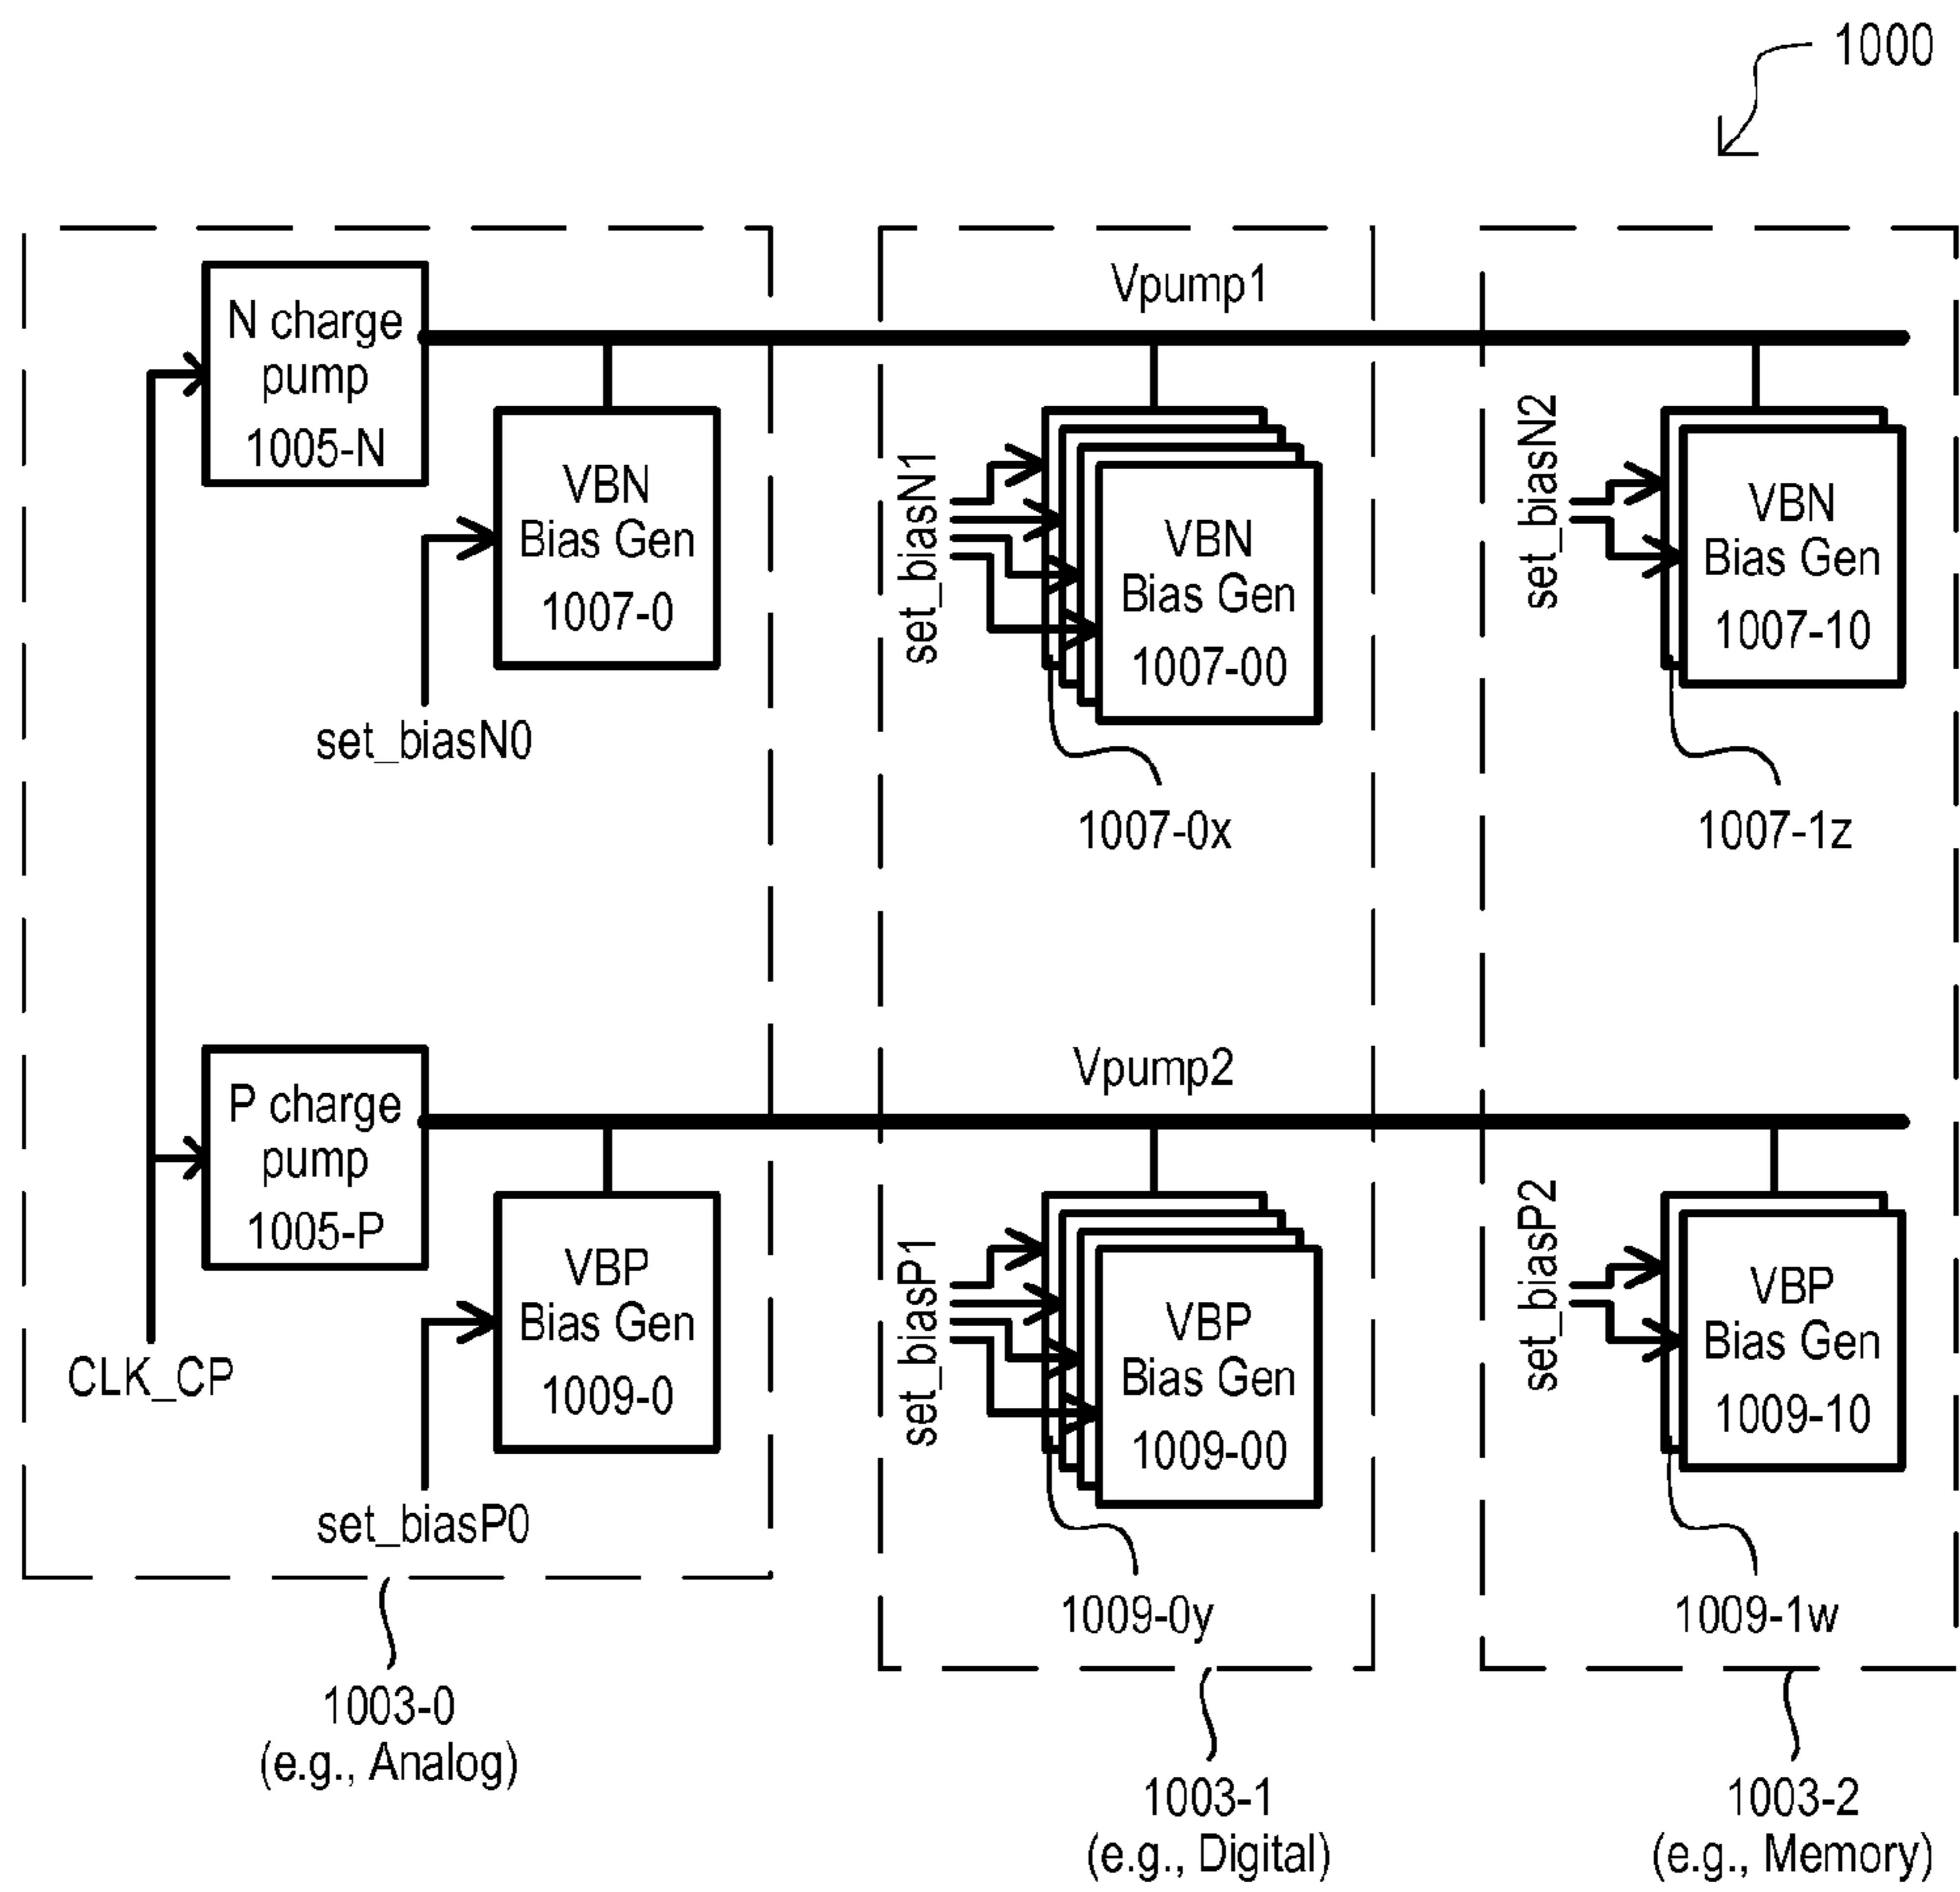 1000
N charge
pump
1005-N
VBN
Bias Gen
1007-0
set_biasN0
Vpump1
set_biasN1
VBN
Bias Gen
1007-00
1007-0x
set_biasN2
VBN
Bias Gen
1007-10
1007-1z
P charge
pump
1005-P
CLK_CP
VBP
Bias Gen
1009-0
set_biasP0
Vpump2
set_biasP1
VBP
Bias Gen
1009-00
1009-0y
set_biasP2
VBP
Bias Gen
1009-10
1009-1w
1003-0
(e.g., Analog)
1003-1
(e.g., Digital)
1003-2
(e.g., Memory)